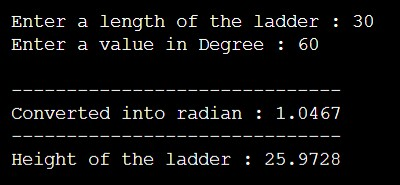 Enter a length of the ladder : 30
Enter a value in Degree : 60
------------------------------
Converted into radian : 1.0467
------------------------------
Height of the ladder : 25.9728